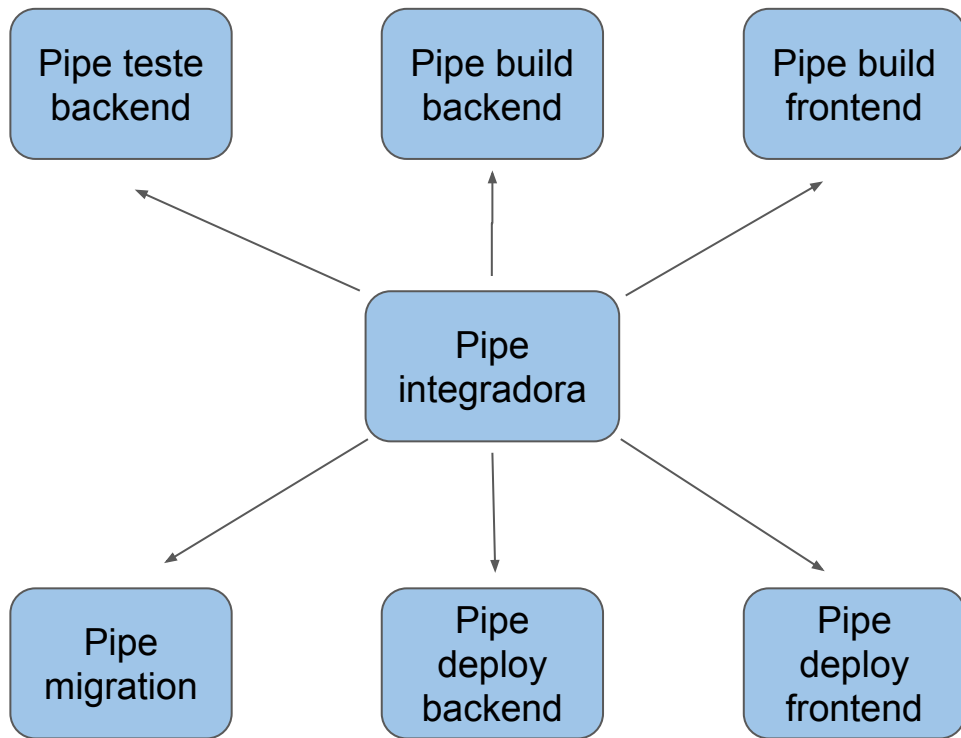 Pipe teste
backend
Pipe build
backend
Pipe build
frontend
Pipe
integradora
Pipe
migration
Pipe
deploy
backend
Pipe
deploy
frontend